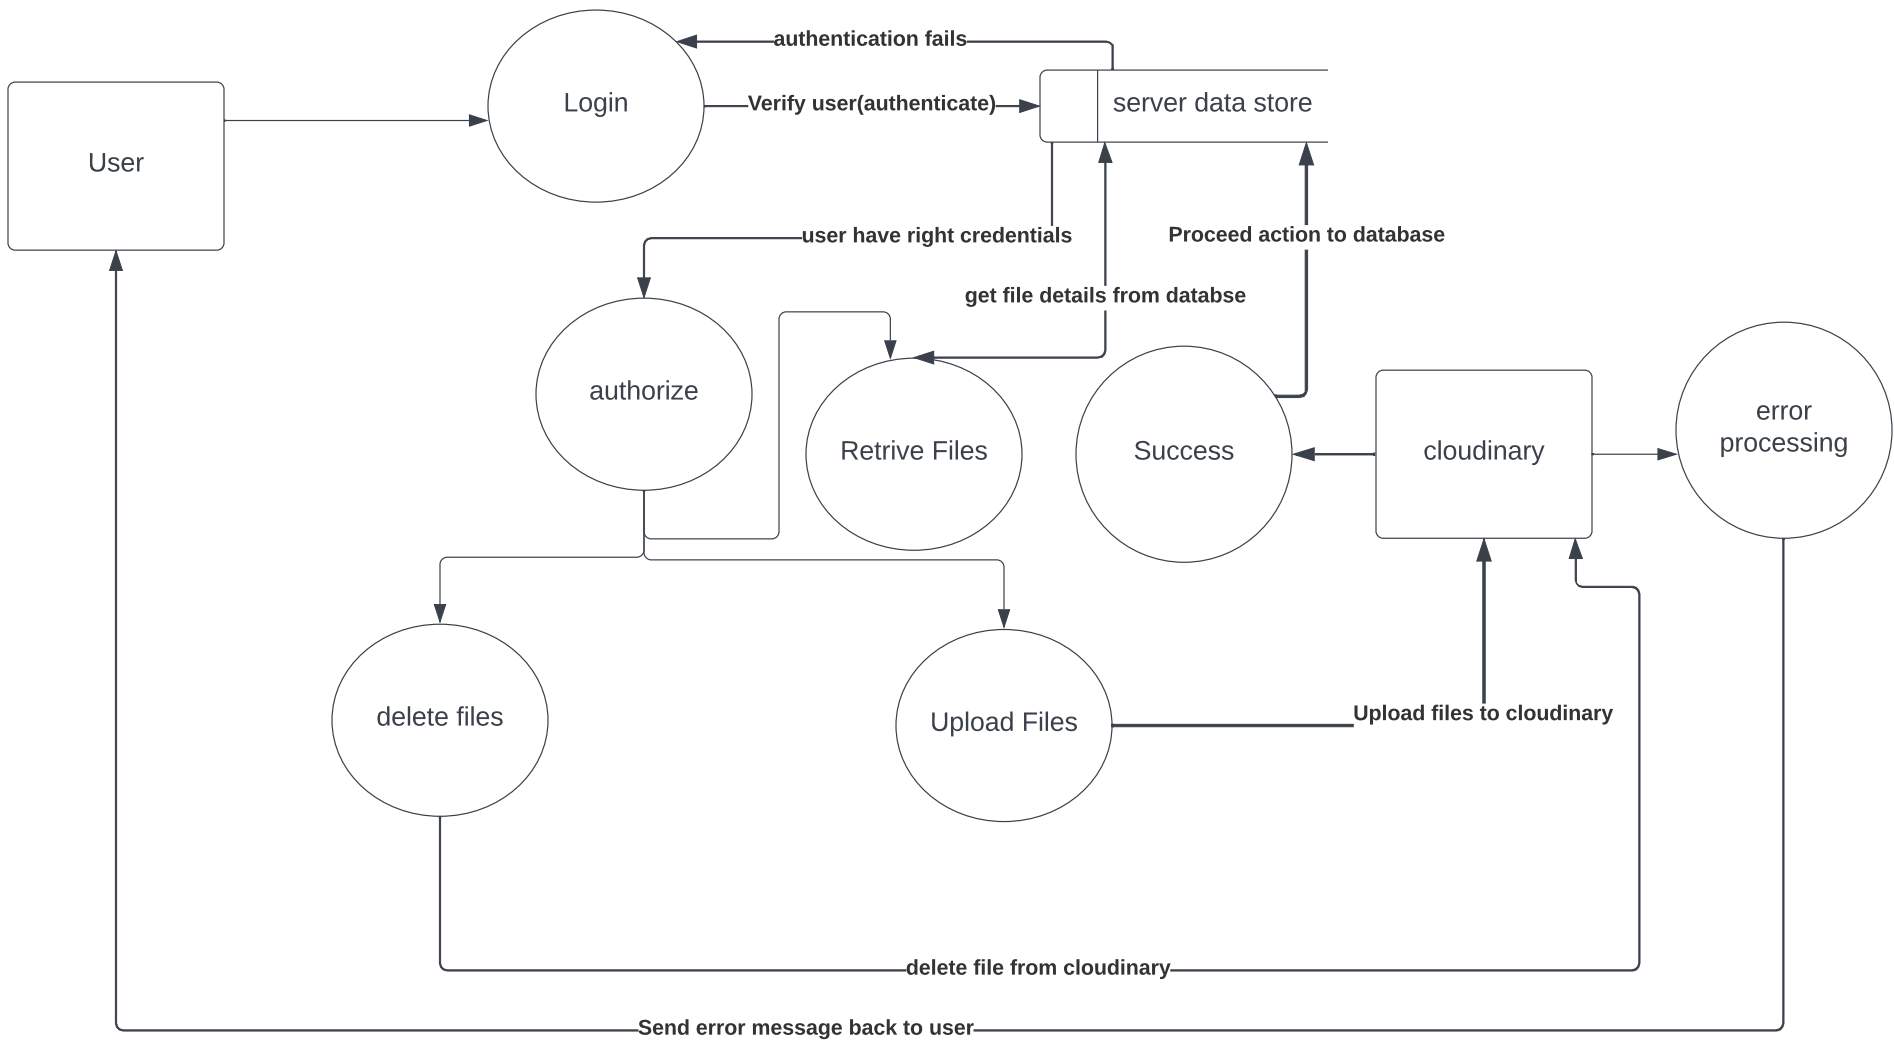 authentication fails
Login
Verify user(authenticate)
server data store
User
user have right credentials
Proceed action to database
get file details from databse
authorize
Retrive Files
Success
cloudinary
error
processing
delete files
Upload Files
Upload files to cloudinary
delete file from cloudinary
Send error message back to user